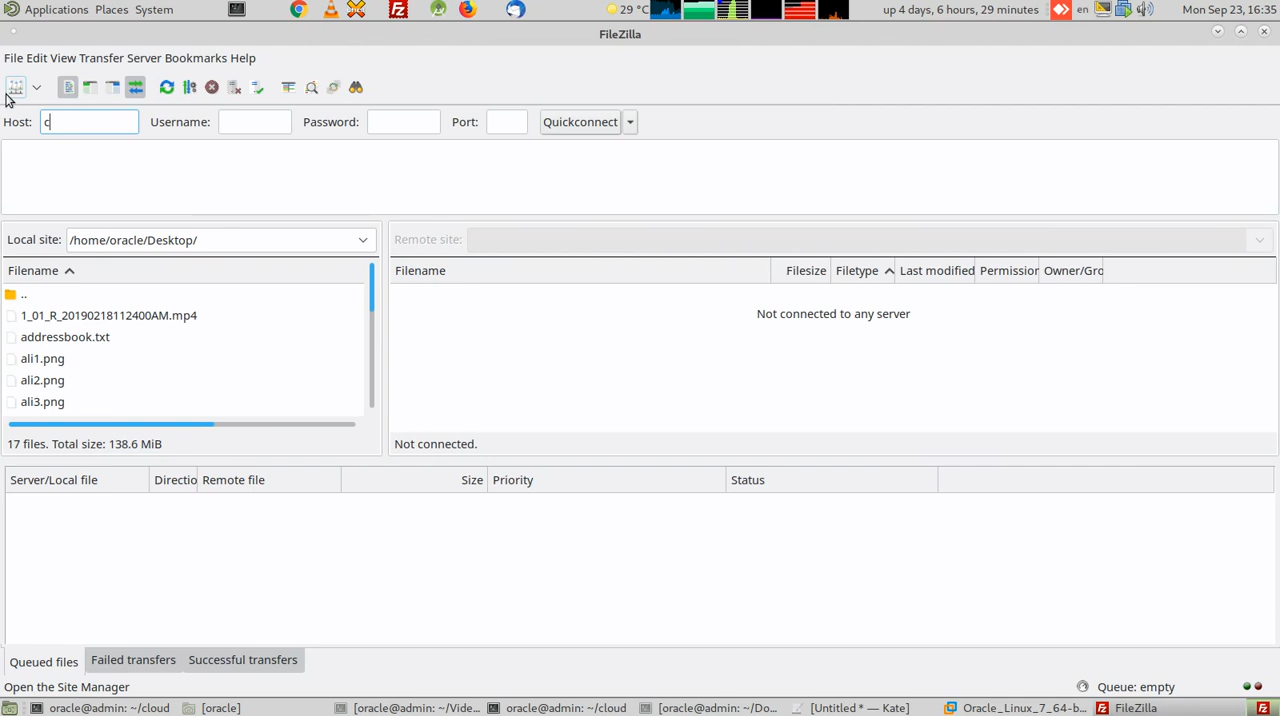 Applications Places System 29 °C up 4 days, 6 hours, 29 minutes en Mon Sep 23, 16:35
FileZilla
File Edit View Transfer Server Bookmarks Help
Host: c Username: Password: Port: Quickconnect
Local site: /home/oracle/Desktop/ Remote site:
Filename Filename Filesize Filetype Last modified Permission Owner/Gro
..
Not connected to any server
1_01_R_20190218112400AM.mp4
addressbook.txt
ali1.png
ali2.png
ali3.png
17 files. Total size: 138.6 MiB Not connected.
Server/Local file Directio Remote file Size Priority Status
Queued files Failed transfers Successful transfers
Open the Site Manager Queue: empty
oracle@admin: ~/cloud [oracle] [oracle@admin: ~/Vide... oracle@admin: ~/cloud [oracle@admin: ~/Do... [Untitled * — Kate] Oracle_Linux_7_64-b... FileZilla